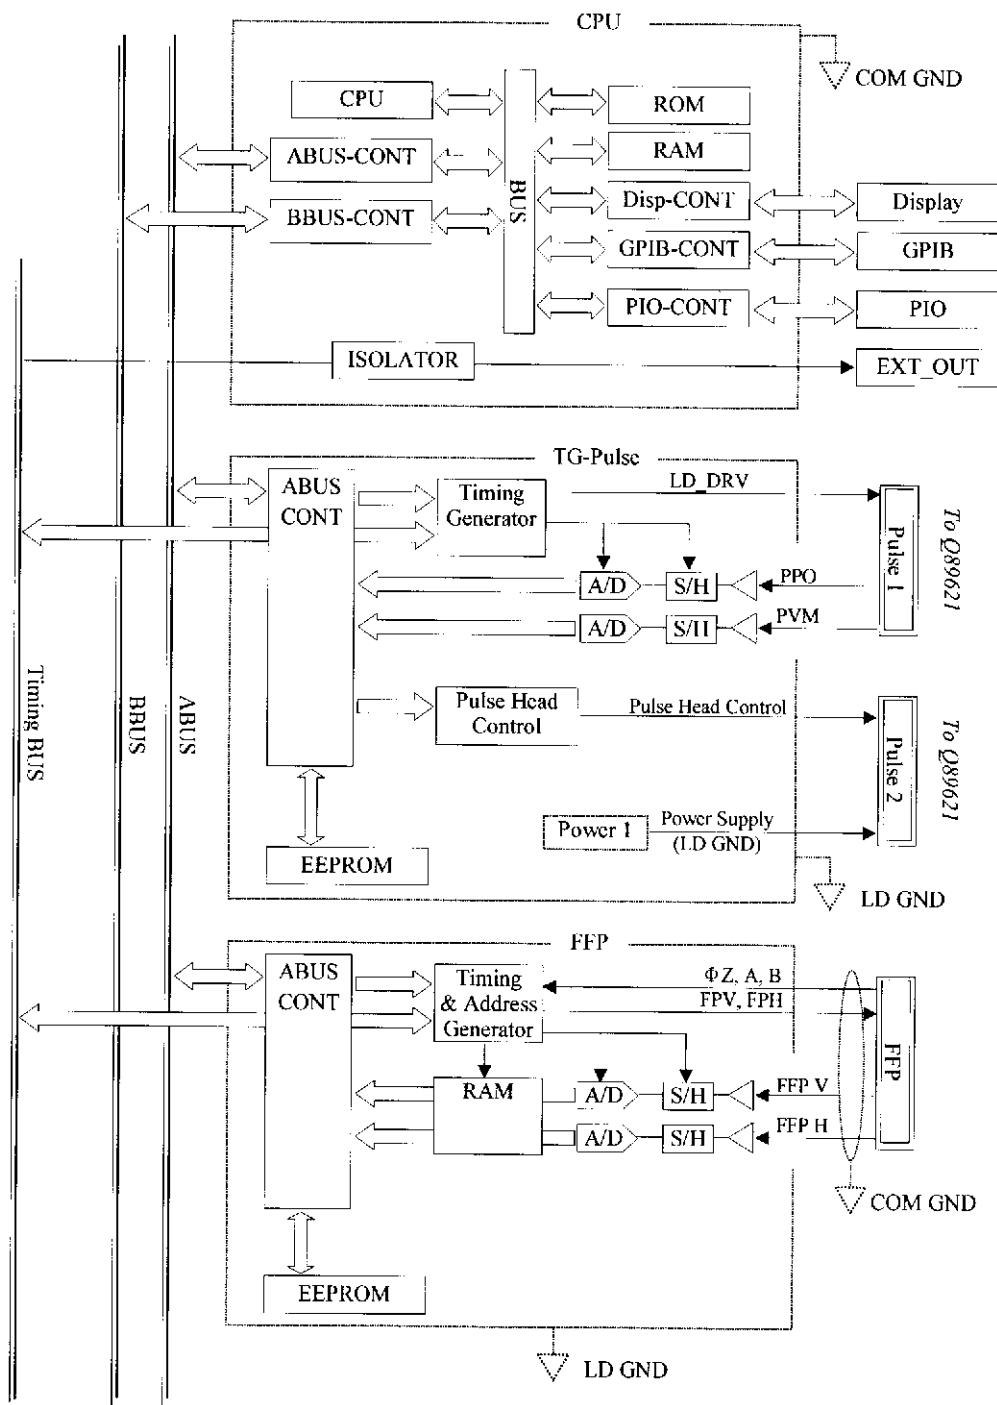 CPU
COM GND
CPU
ROM
ABUS-CONT
RAM
BUS
BBUS-CONT
Disp-CONT
Display
GPIB-CONT
GPIB
PIO-CONT
PIO
ISOLATOR
EXT_OUT
TG-Pulse
ABUS
CONT
Timing
Generator
LD_DRV
Pulse 1
To Q89621
A/D
S/H
PPO
A/D
S/H
PVM
Timing BUS
BBUS
ABUS
Pulse Head
Control
Pulse Head Control
Pulse 2
To Q89621
Power 1
Power Supply
(LD GND)
EEPROM
LD GND
FFP
ABUS
CONT
Timing
& Address
Generator
ΦZ, A, B
FPV, FPH
FFP
RAM
A/D
S/H
FFP V
A/D
S/H
FFP H
COM GND
EEPROM
LD GND